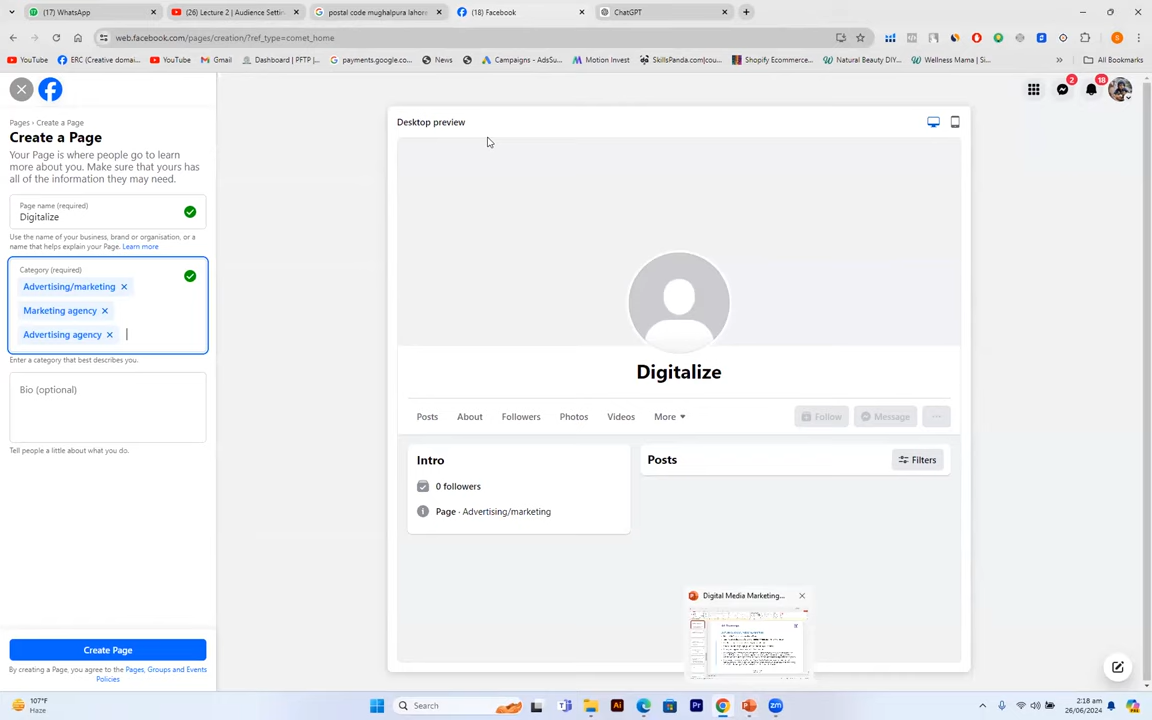 (17) WhatsApp
(26) Lecture 2 | Audience Settin
postal code mughalpura lahore
(18) Facebook
ChatGPT
web.facebook.com/pages/creation/?ref_type=comet_home
YouTube
ERC (Creative domai...
YouTube
Gmail
Dashboard | PFTP |...
payments.google.co...
News
Campaigns - AdsSu...
Motion Invest
SkillsPanda.com|cou...
Shopify Ecommerce...
Natural Beauty DIY...
Wellness Mama | Si...
All Bookmarks
2
18
Pages › Create a Page
Create a Page
Your Page is where people go to learn
more about you. Make sure that yours has
all of the information they may need.
Page name (required)
Digitalize
Use the name of your business, brand or organisation, or a
name that helps explain your Page. Learn more
Category (required)
Advertising/marketing
Marketing agency
Advertising agency
Enter a category that best describes you.
Bio (optional)
Tell people a little about what you do.
Create Page
By creating a Page, you agree to the Pages, Groups and Events
Policies
Desktop preview
Digitalize
Posts
About
Followers
Photos
Videos
More
Follow
Message
Intro
0 followers
Page · Advertising/marketing
Posts
Filters
Digital Media Marketing...
107°F
Haze
Search
2:18 am
26/06/2024